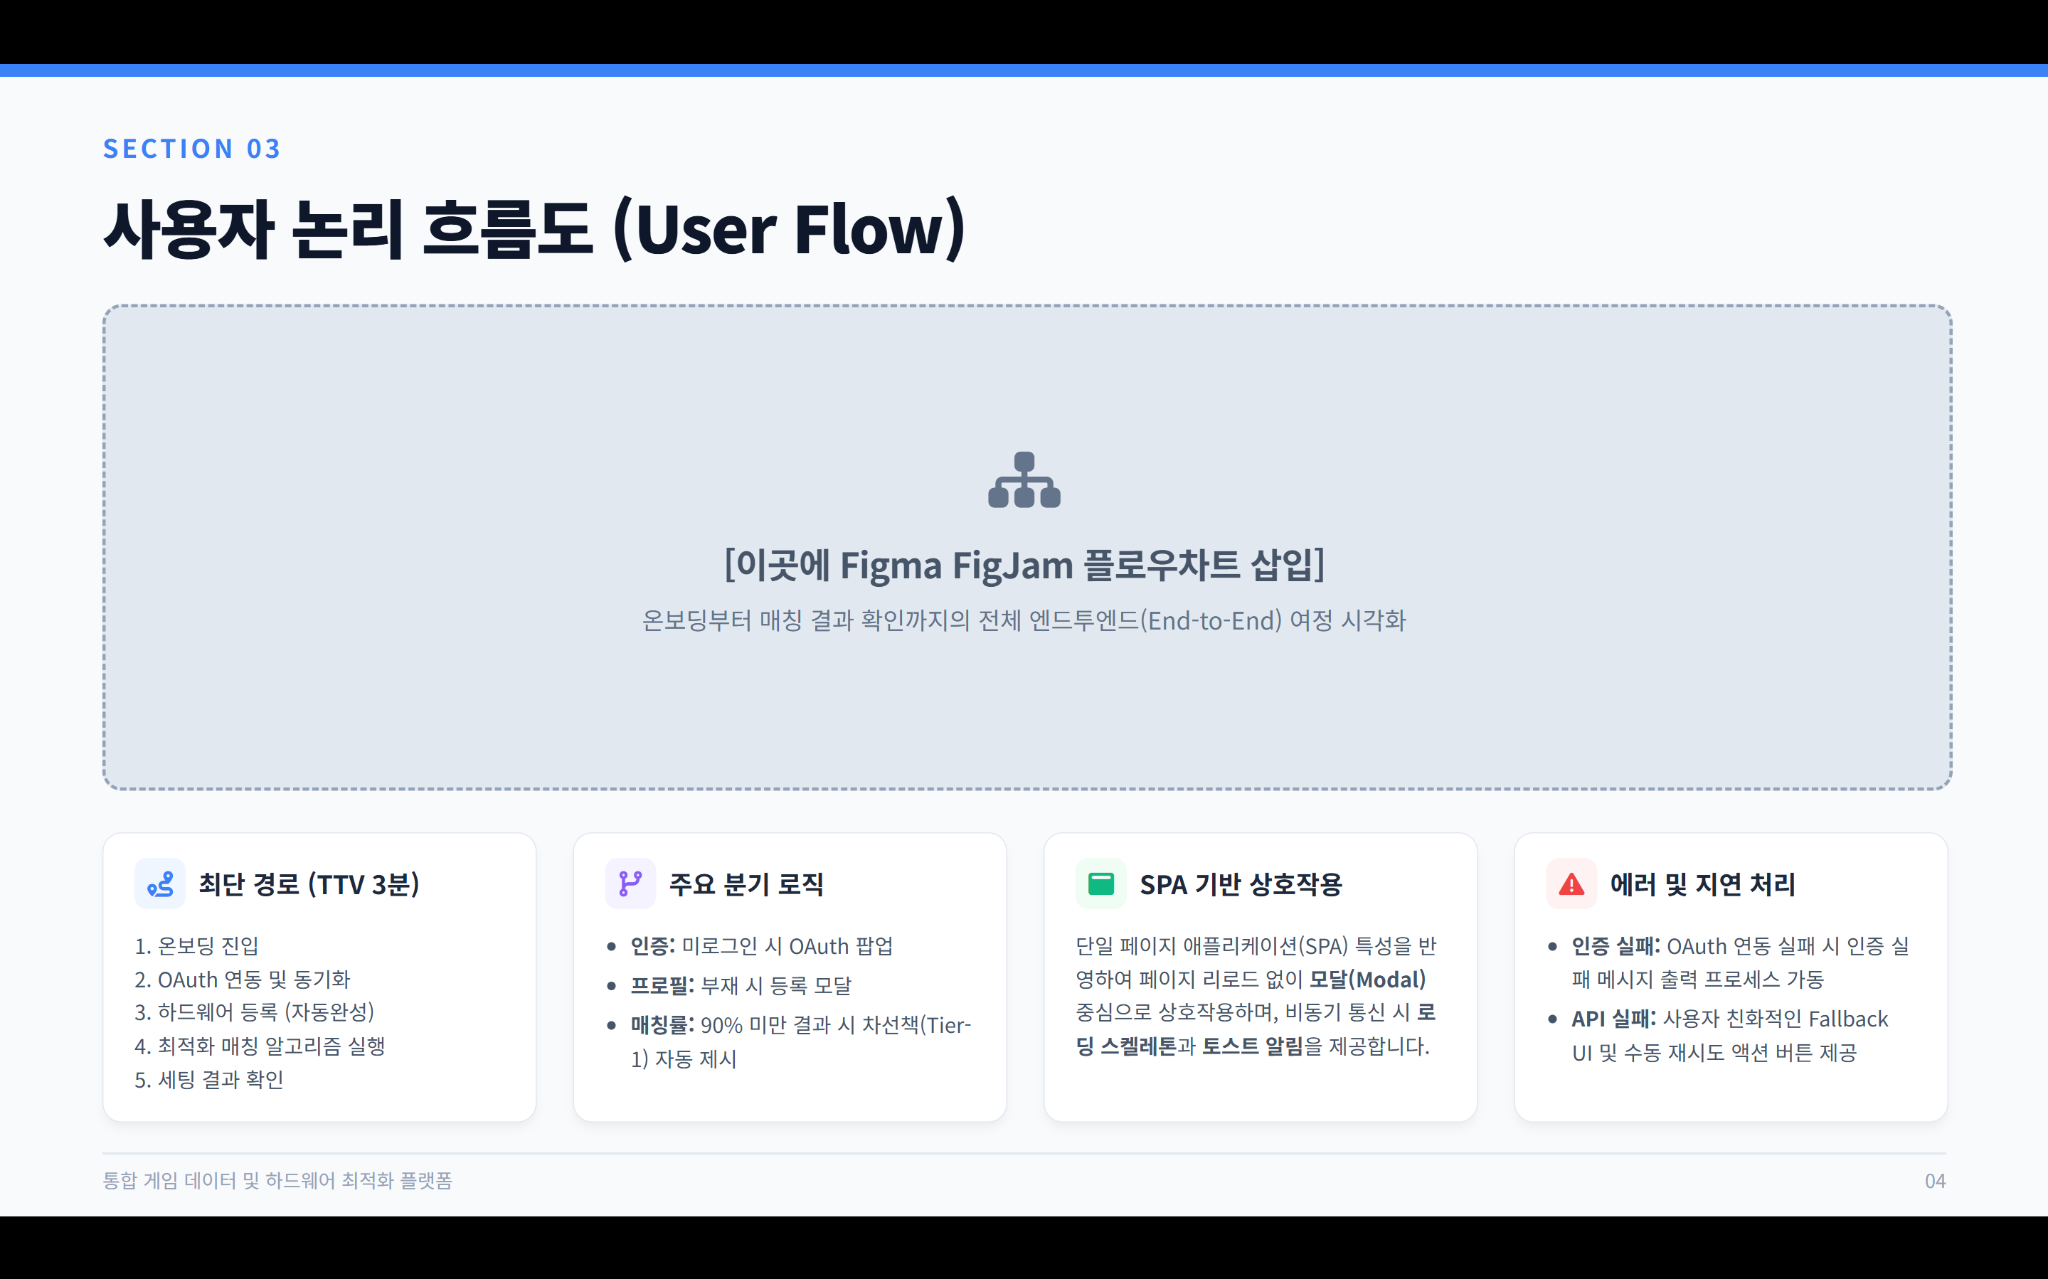 SECTION 03
사용자 논리 흐름도 (User Flow)
[이곳에 Figma FigJam 플로우차트 삽입]
온보딩부터 매칭 결과 확인까지의 전체 엔드투엔드(End-to-End) 여정 시각화
최단 경로 (TTV 3분)
1. 온보딩 진입
2. OAuth 연동 및 동기화
3. 하드웨어 등록 (자동완성)
4. 최적화 매칭 알고리즘 실행
5. 세팅 결과 확인
주요 분기 로직
• 인증: 미로그인 시 OAuth 팝업
• 프로필: 부재 시 등록 모달
• 매칭률: 90% 미만 결과 시 차선책(Tier-
1) 자동 제시
SPA 기반 상호작용
단일 페이지 애플리케이션(SPA) 특성을 반
영하여 페이지 리로드 없이 모달(Modal)
중심으로 상호작용하며, 비동기 통신 시 로
딩 스켈레톤과 토스트 알림을 제공합니다.
에러 및 지연 처리
• 인증 실패: OAuth 연동 실패 시 인증 실
패 메시지 출력 프로세스 가동
• API 실패: 사용자 친화적인 Fallback
UI 및 수동 재시도 액션 버튼 제공
통합 게임 데이터 및 하드웨어 최적화 플랫폼
04